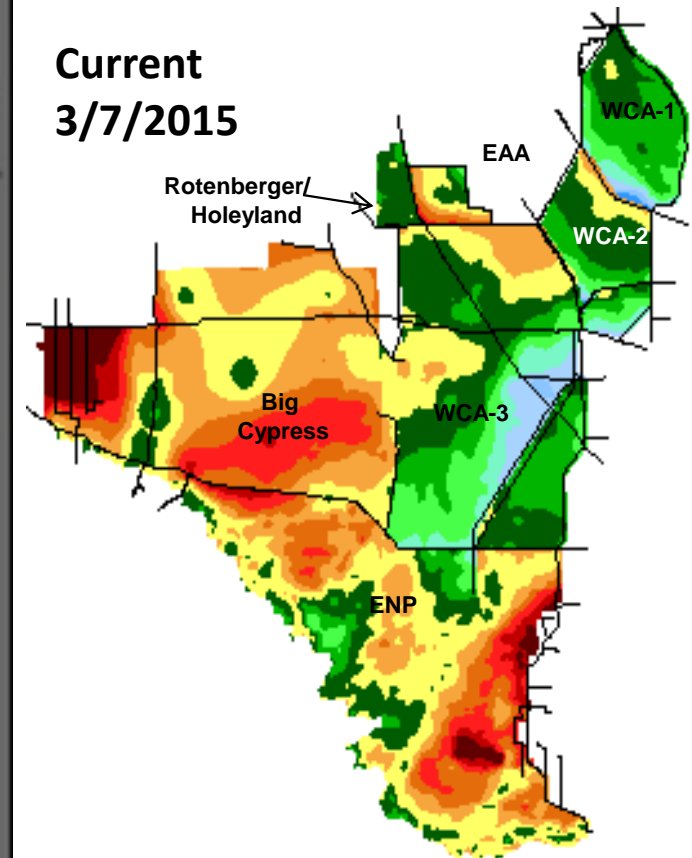 Current
3/7/2015
WCA-1
EAA
Rotenberger/
Holeyland
WCA-2
Big
Cypress
WCA-3
ENP